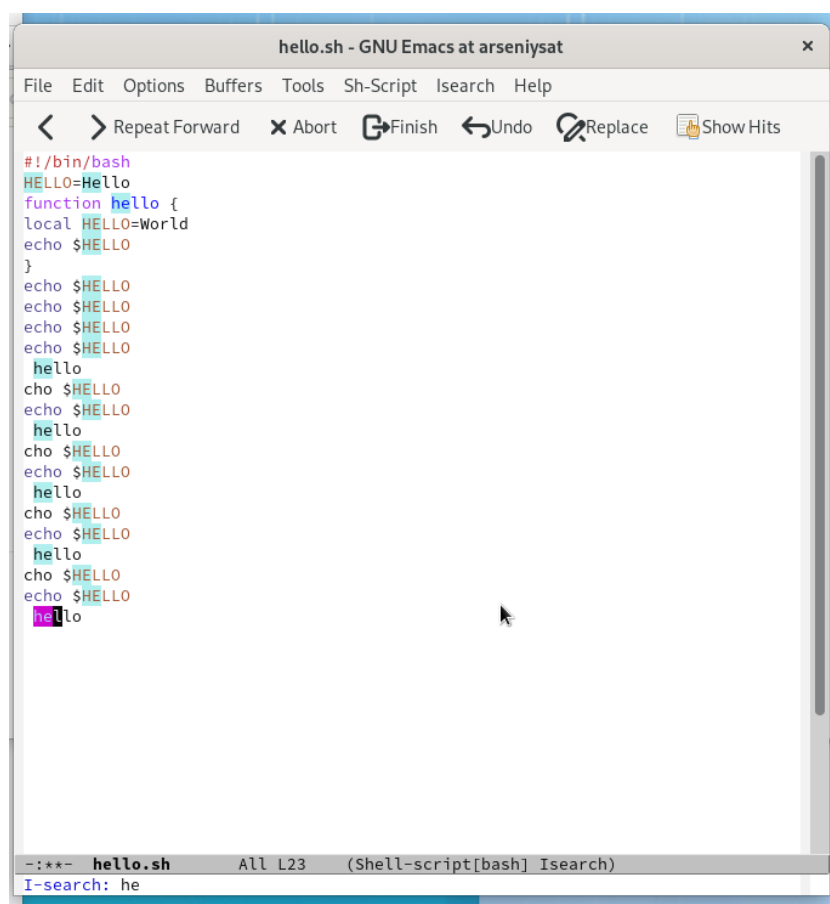 hello.sh - GNU Emacs at arseniysat ×
File Edit Options Buffers Tools Sh-Script Isearch Help
Repeat Forward Abort Finish Undo Replace Show Hits
#!/bin/bash
HELLO=Hello
function hello {
local HELLO=World
echo $HELLO
}
echo $HELLO
echo $HELLO
echo $HELLO
echo $HELLO
 hello
cho $HELLO
echo $HELLO
 hello
cho $HELLO
echo $HELLO
 hello
cho $HELLO
echo $HELLO
 hello
cho $HELLO
echo $HELLO
 hello
-:**- hello.sh All L23 (Shell-script[bash] Isearch)
I-search: he